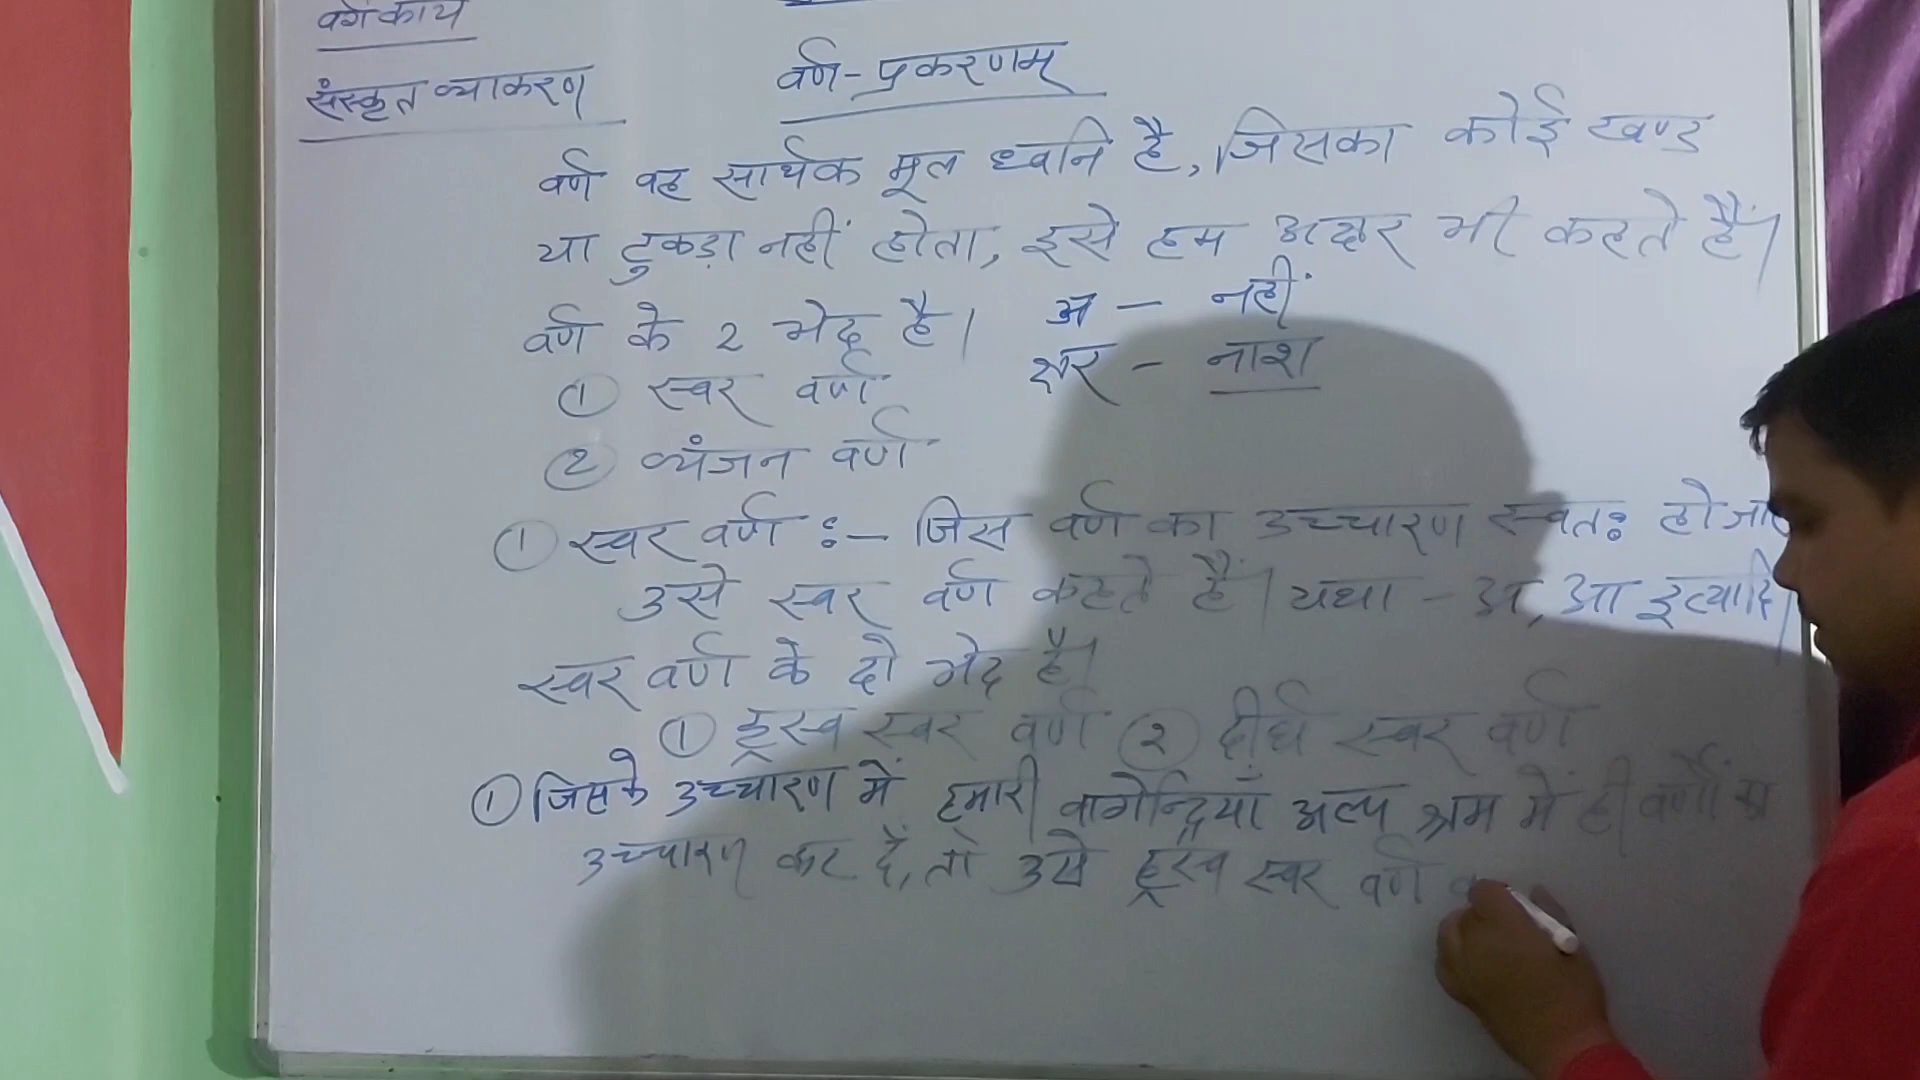 वर्ग कार्य
संस्कृत व्याकरण
वर्ण-प्रकरणम्
वर्ण वह सार्थक मूल ध्वनि है, जिसका कोई खण्ड
या टुकड़ा नहीं होता, इसे हम अक्षर भी कहते हैं।
वर्ण के 2 भेद है। अ - नहीं
① स्वर वर्ण क्षर - नाश
② व्यंजन वर्ण
① स्वर वर्ण :- जिस वर्ण का उच्चारण स्वतः हो
उसे स्वर वर्ण कहते हैं। यथा - अ, आ इत्यादि।
स्वर वर्ण के दो भेद है।
① ह्रस्व स्वर वर्ण ② दीर्घ स्वर वर्ण
① जिसके उच्चारण में हमारी वागेन्द्रियाँ अल्प श्रम में ही वर्णों का
उच्चारण कर दें, तो उसे ह्रस्व स्वर वर्ण